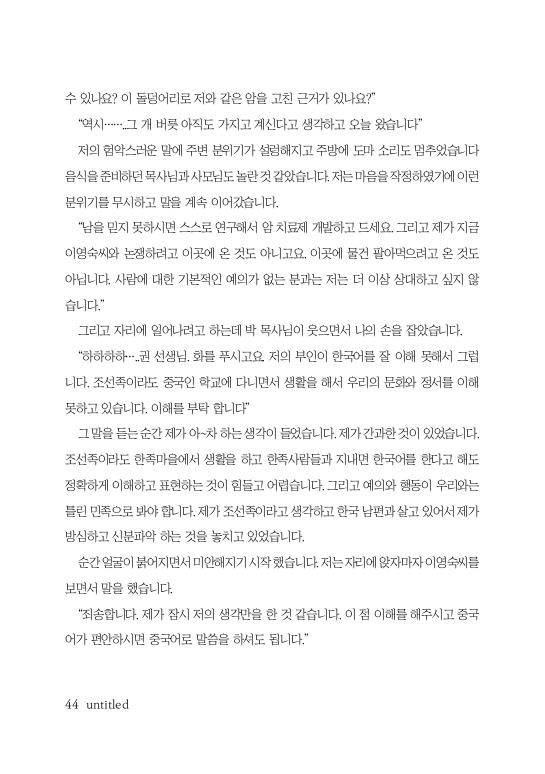 수 있나요? 이 돌덩어리로 저와 같은 암을 고친 근거가 있나요?”
“역시……..그 개 버릇 아직도 가지고 계신다고 생각하고 오늘 왔습니다”
저의 험악스러운 말에 주변 분위기가 설렁해지고 주방에 도마 소리도 멈추었습니다
음식을 준비하던 목사님과 사모님도 놀란 것 같았습니다. 저는 마음을 작정하였기에 이런
분위기를 무시하고 말을 계속 이어갔습니다.
“남을 믿지 못하시면 스스로 연구해서 암 치료제 개발하고 드세요. 그리고 제가 지금
이영숙씨와 논쟁하려고 이곳에 온 것도 아니고요. 이곳에 물건 팔아먹으려고 온 것도
아닙니다. 사람에 대한 기본적인 예의가 없는 분과는 저는 더 이상 상대하고 싶지 않
습니다.”
그리고 자리에 일어나려고 하는데 박 목사님이 웃으면서 나의 손을 잡았습니다.
“하하하하…..권 선생님. 화를 푸시고요. 저의 부인이 한국어를 잘 이해 못해서 그럽
니다. 조선족이라도 중국인 학교에 다니면서 생활을 해서 우리의 문화와 정서를 이해
못하고 있습니다. 이해를 부탁 합니다”
그 말을 듣는 순간 제가 아~차 하는 생각이 들었습니다. 제가 간과한 것이 있었습니다.
조선족이라도 한족마을에서 생활을 하고 한족사람들과 지내면 한국어를 한다고 해도
정확하게 이해하고 표현하는 것이 힘들고 어렵습니다. 그리고 예의와 행동이 우리와는
틀린 민족으로 봐야 합니다. 제가 조선족이라고 생각하고 한국 남편과 살고 있어서 제가
방심하고 신분파악 하는 것을 놓치고 있었습니다.
순간 얼굴이 붉어지면서 미안해지기 시작 했습니다. 저는 자리에 앉자마자 이영숙씨를
보면서 말을 했습니다.
“죄송합니다. 제가 잠시 저의 생각만을 한 것 같습니다. 이 점 이해를 해주시고 중국
어가 편안하시면 중국어로 말씀을 하셔도 됩니다.”
44 untitled